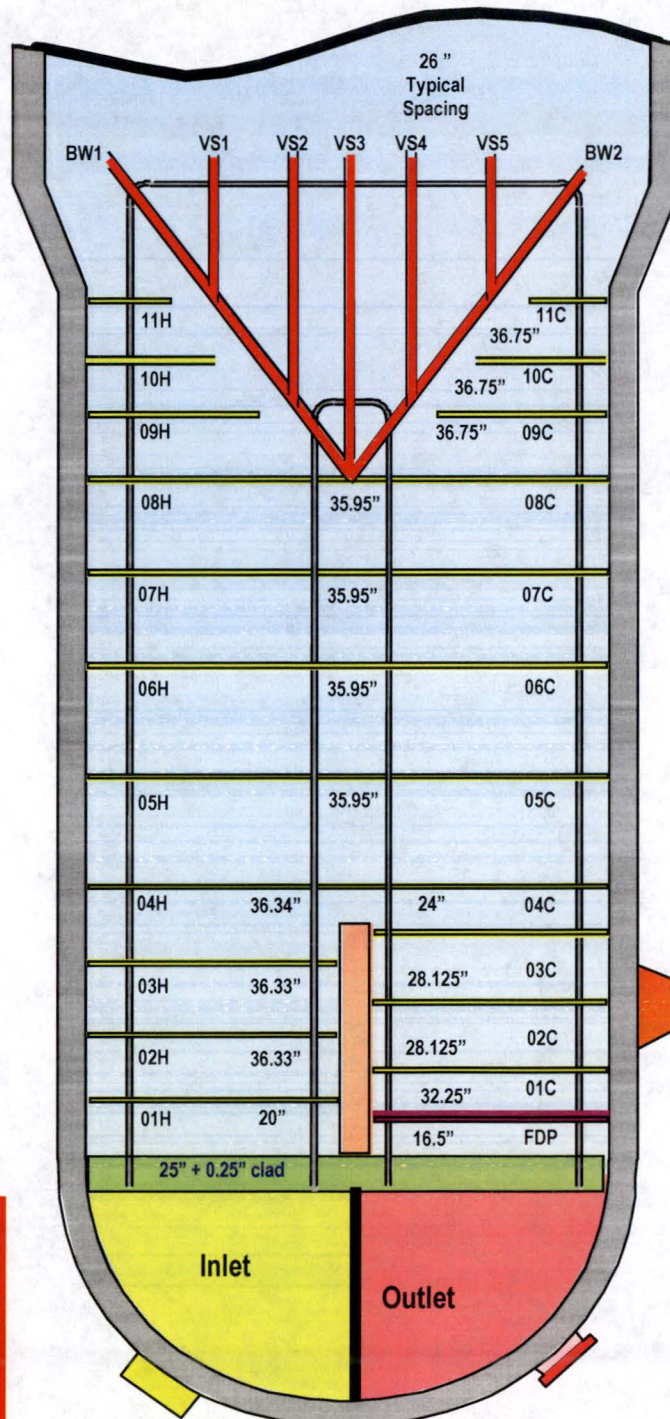 26 "
Typical
Spacing
BW1 VS1 VS2 VS3 VS4 VS5 BW2
11H 11C
36.75"
10H 10C
36.75"
09H 36.75" 09C
08H 35.95" 08C
07H 35.95" 07C
06H 35.95" 06C
05H 35.95" 05C
04H 36.34" 24" 04C
03H 36.33" 28.125" 03C
02H 36.33" 28.125" 02C
32.25" 01C
01H 20" 16.5" FDP
25" + 0.25" clad
Inlet
Outlet